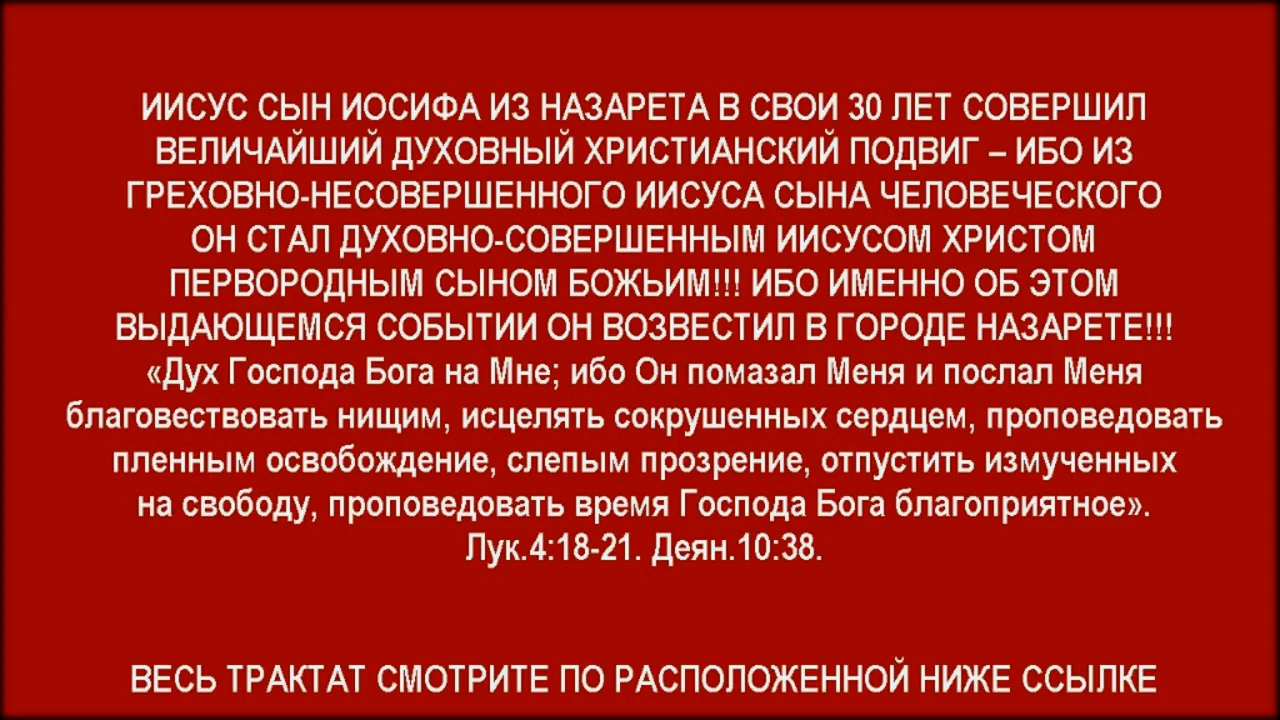 ИИСУС СЫН ИОСИФА ИЗ НАЗАРЕТА В СВОИ 30 ЛЕТ СОВЕРШИЛ
ВЕЛИЧАЙШИЙ ДУХОВНЫЙ ХРИСТИАНСКИЙ ПОДВИГ – ИБО ИЗ
ГРЕХОВНО-НЕСОВЕРШЕННОГО ИИСУСА СЫНА ЧЕЛОВЕЧЕСКОГО
ОН СТАЛ ДУХОВНО-СОВЕРШЕННЫМ ИИСУСОМ ХРИСТОМ
ПЕРВОРОДНЫМ СЫНОМ БОЖЬИМ!!! ИБО ИМЕННО ОБ ЭТОМ
ВЫДАЮЩЕМСЯ СОБЫТИИ ОН ВОЗВЕСТИЛ В ГОРОДЕ НАЗАРЕТЕ!!!
«Дух Господа Бога на Мне; ибо Он помазал Меня и послал Меня
благовествовать нищим, исцелять сокрушенных сердцем, проповедовать
пленным освобождение, слепым прозрение, отпустить измученных
на свободу, проповедовать время Господа Бога благоприятное».
Лук.4:18-21. Деян.10:38.
ВЕСЬ ТРАКТАТ СМОТРИТЕ ПО РАСПОЛОЖЕННОЙ НИЖЕ ССЫЛКЕ